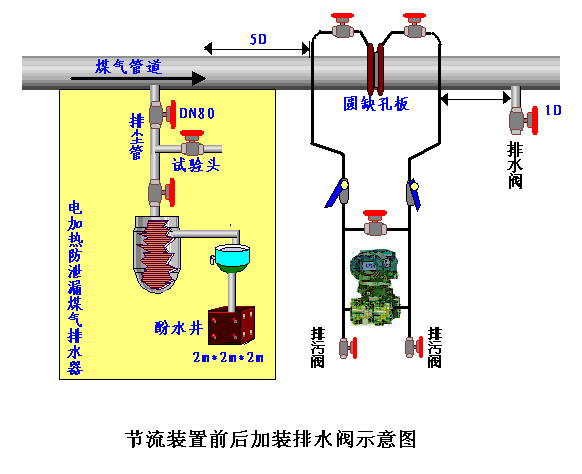 5D
煤气管道
圆缺孔板
DN80
1D
排尘管
试验头
排水阀
电加热防泄漏煤气排水器
酚水井
2m*2m*2m
排污阀
排污阀
节流装置前后加装排水阀示意图